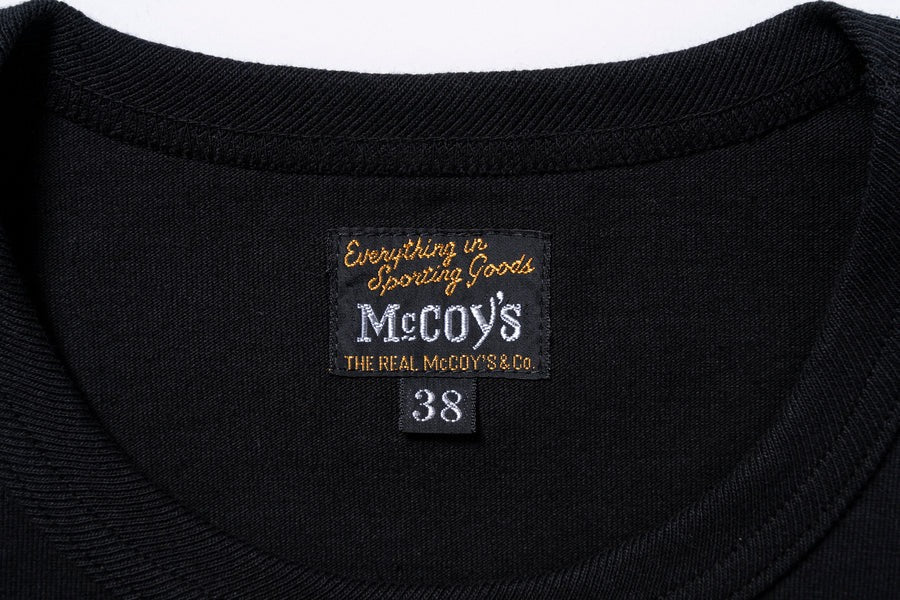 Everything in
Sporting Goods
McCOY'S
THE REAL McCOY'S & Co.
38